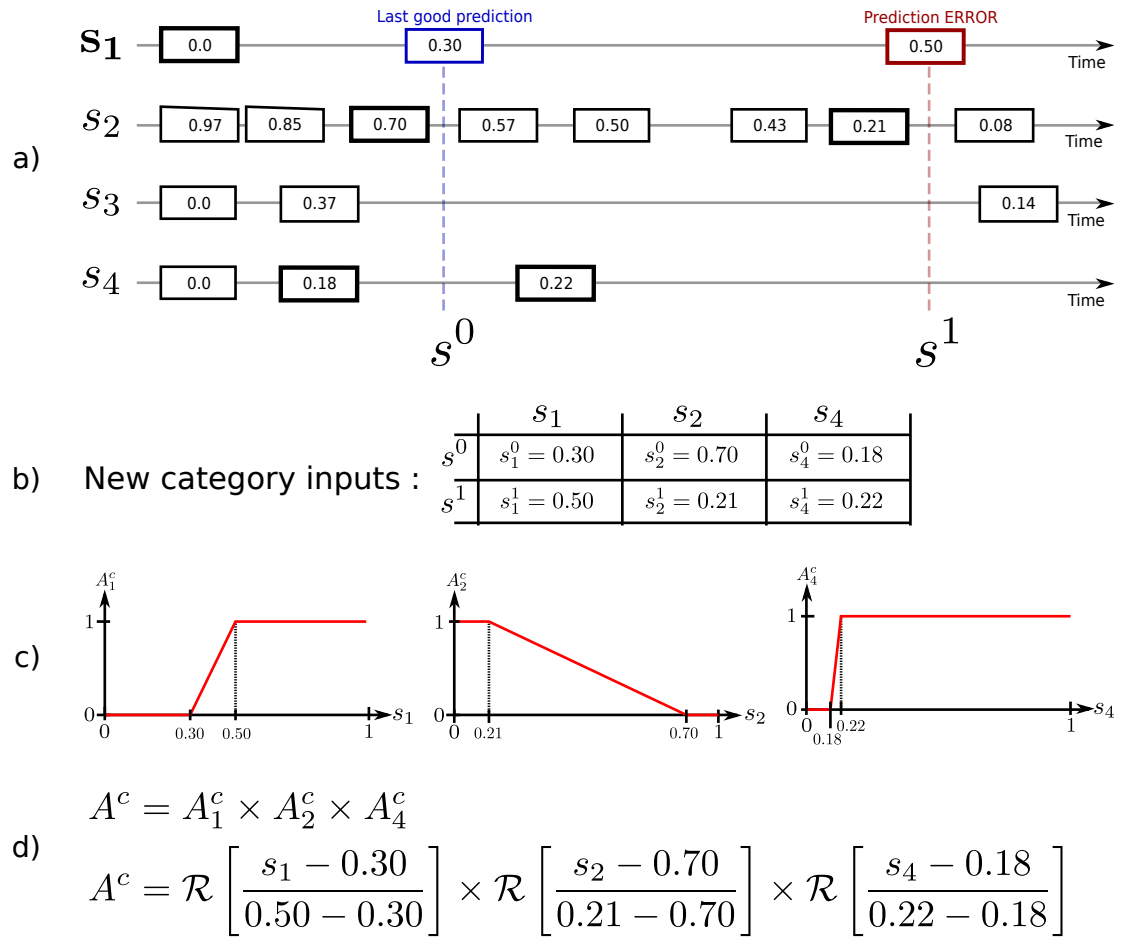 Last good prediction Prediction ERROR
s₁ 0.0 0.30 0.50 Time
s₂ 0.97 0.85 0.70 0.57 0.50 0.43 0.21 0.08 Time
a)
s₃ 0.0 0.37 0.14 Time
s₄ 0.0 0.18 0.22 Time
s⁰ s¹
s₁ s₂ s₄
s⁰ s₁⁰ = 0.30 s₂⁰ = 0.70 s₄⁰ = 0.18
b) New category inputs :
s¹ s₁¹ = 0.50 s₂¹ = 0.21 s₄¹ = 0.22
c)
A₁ᶜ 1 0 0 0.30 0.50 1 s₁
A₂ᶜ 1 0 0 0.21 0.70 1 s₂
A₄ᶜ 1 0 0 0.18 0.22 1 s₄
d)
Aᶜ = A₁ᶜ × A₂ᶜ × A₄ᶜ
Aᶜ = ℛ [ (s₁ − 0.30) / (0.50 − 0.30) ] × ℛ [ (s₂ − 0.70) / (0.21 − 0.70) ] × ℛ [ (s₄ − 0.18) / (0.22 − 0.18) ]